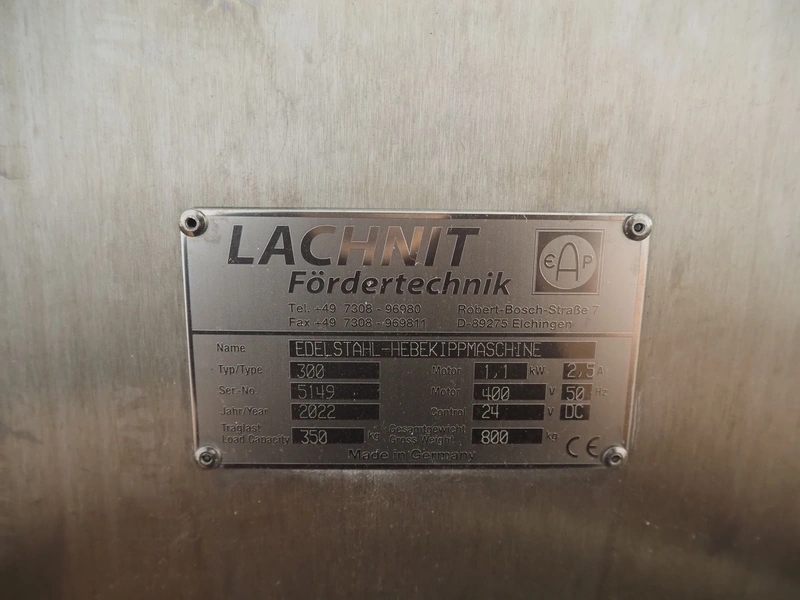 LACHNIT
Fördertechnik
EAP
Tel. +49 7308 - 96980 Robert-Bosch-Straße 7
Fax +49 7308 - 969811 D-89275 Elchingen
Name EDELSTAHL-HEBEKIPPMASCHINE
Typ/Type 300 Motor 1,1 kW 2,5 A
Ser.-No. 5149 Motor 400 V 50 Hz
Jahr/Year 2022 Control 24 V DC
Traglast Gesamtgewicht
Load Capacity 350 kg Gross Weight 800 kg
CE
Made in Germany